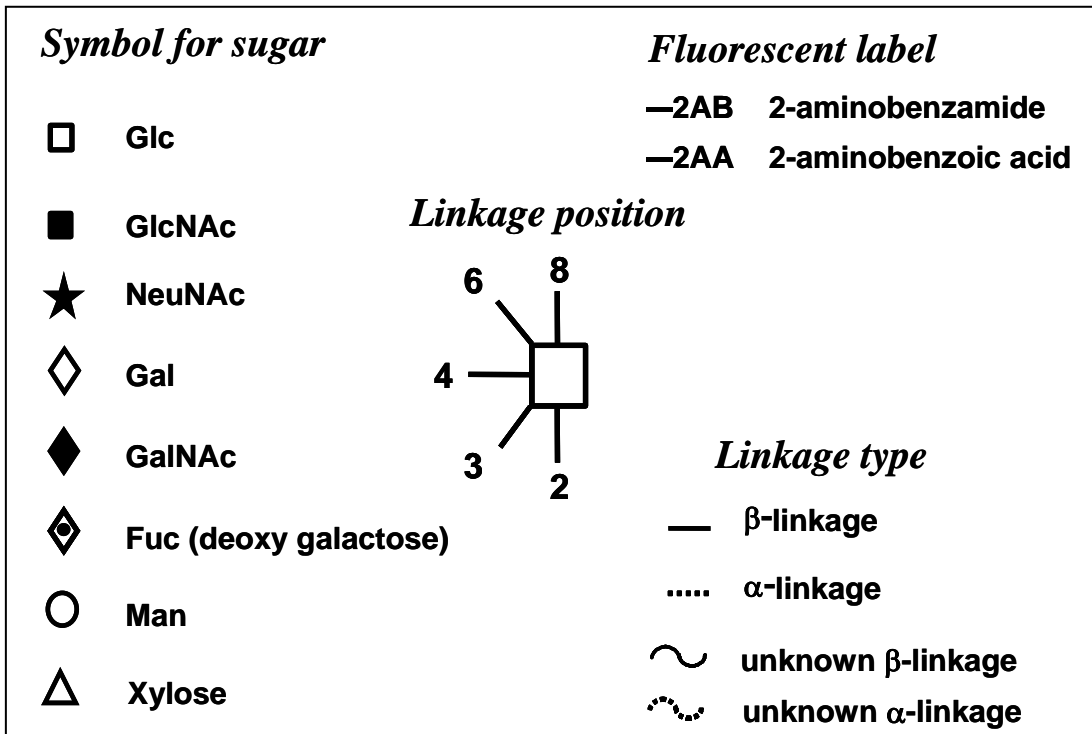 Symbol for sugar
Glc
GlcNAc
NeuNAc
Gal
GalNAc
Fuc (deoxy galactose)
Man
Xylose
Fluorescent label
—2AB 2-aminobenzamide
—2AA 2-aminobenzoic acid
Linkage position
6
8
4
3
2
Linkage type
β-linkage
α-linkage
unknown β-linkage
unknown α-linkage